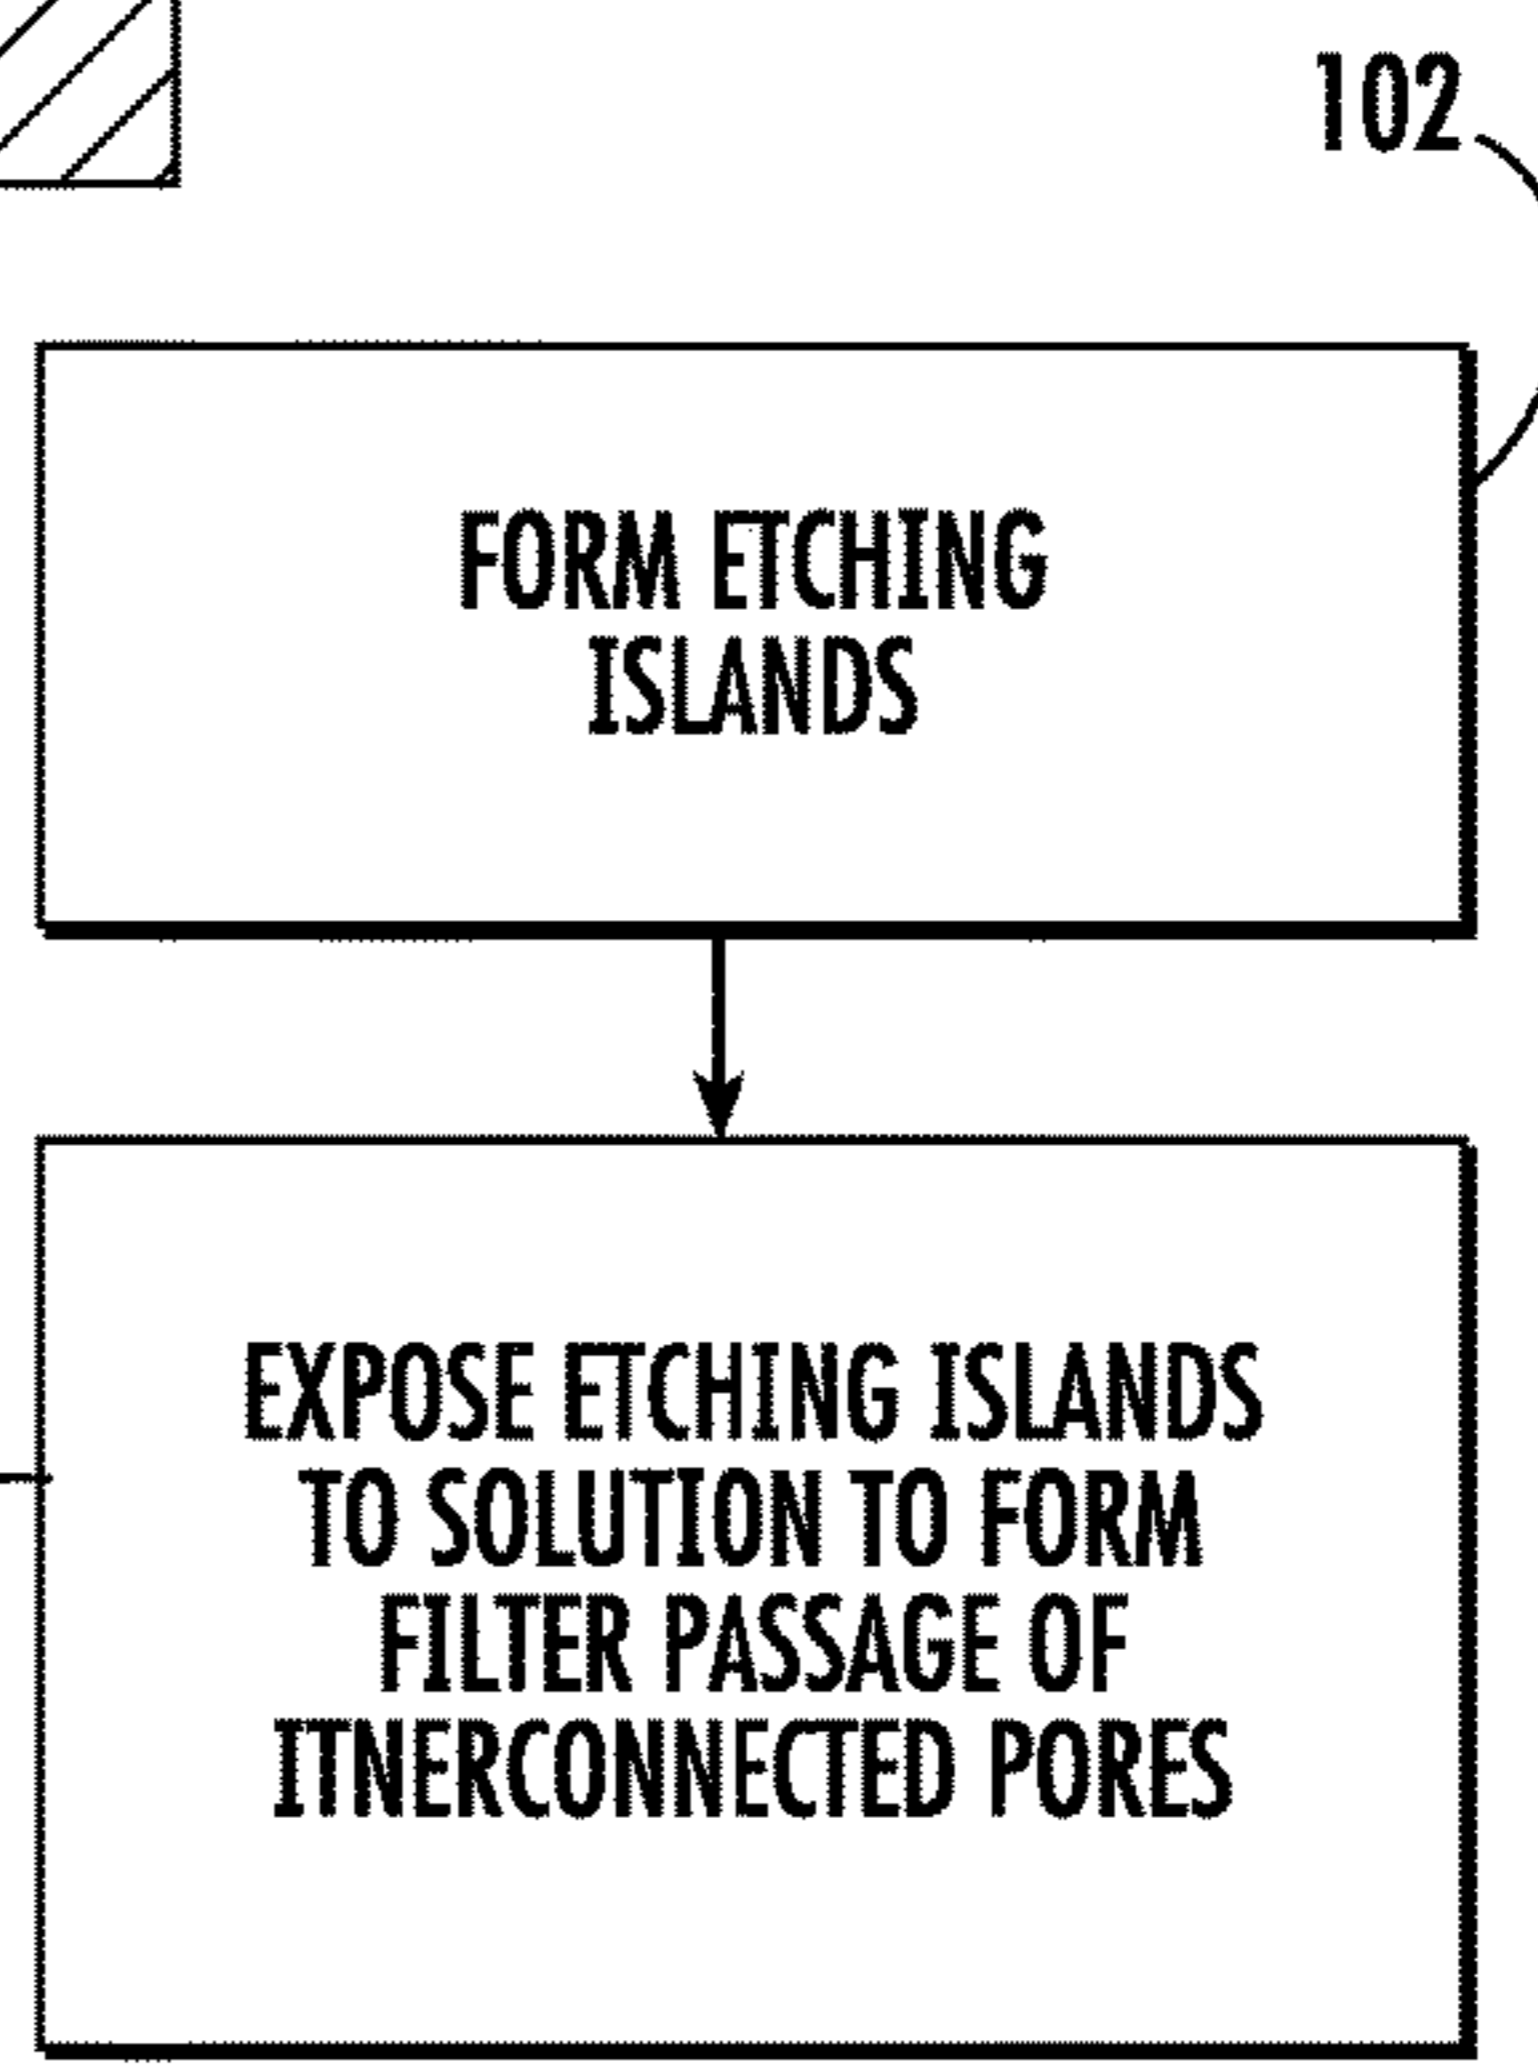 102
FORM ETCHING
ISLANDS
EXPOSE ETCHING ISLANDS
TO SOLUTION TO FORM
FILTER PASSAGE OF
ITNERCONNECTED PORES